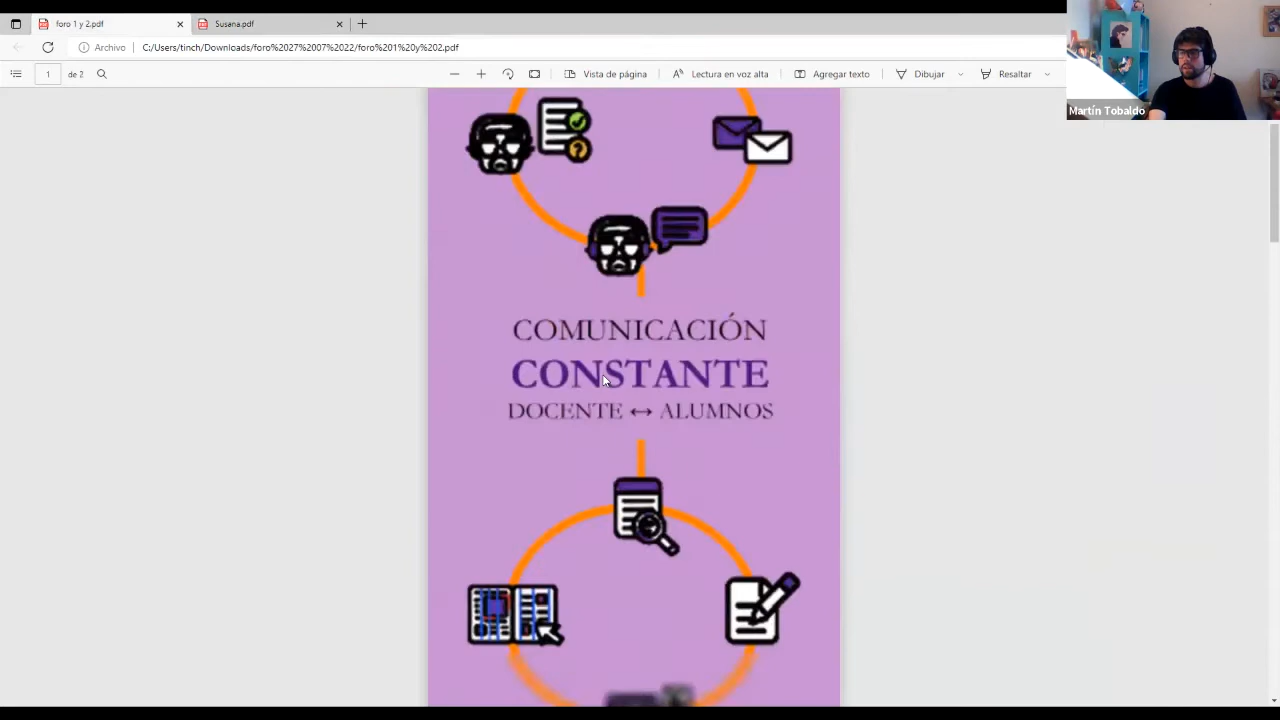 foro 1 y 2.pdf
Susana.pdf
Archivo
C:/Users/tinch/Downloads/foro%2027%2007%2022/foro%201%20y%202.pdf
1
de 2
Vista de página
Lectura en voz alta
Agregar texto
Dibujar
Resaltar
Martín Tobaldo
COMUNICACIÓN
CONSTANTE
DOCENTE ↔ ALUMNOS